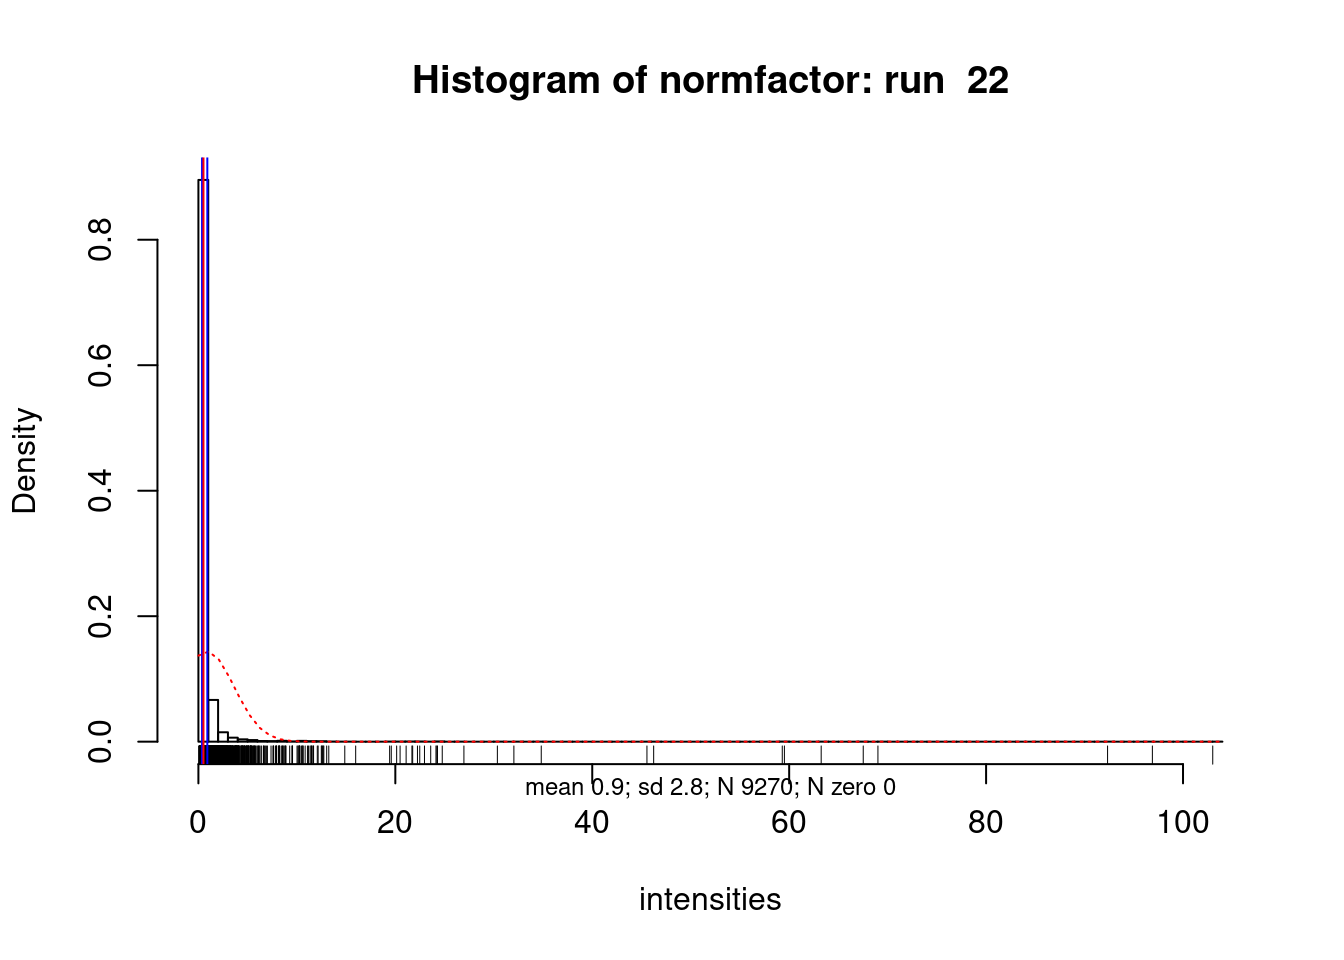 Histogram of normfactor: run  22
Density
0.8
0.6
0.4
0.2
0.0
mean 0.9; sd 2.8; N 9270; N zero 0
0 20 40 60 80 100
intensities